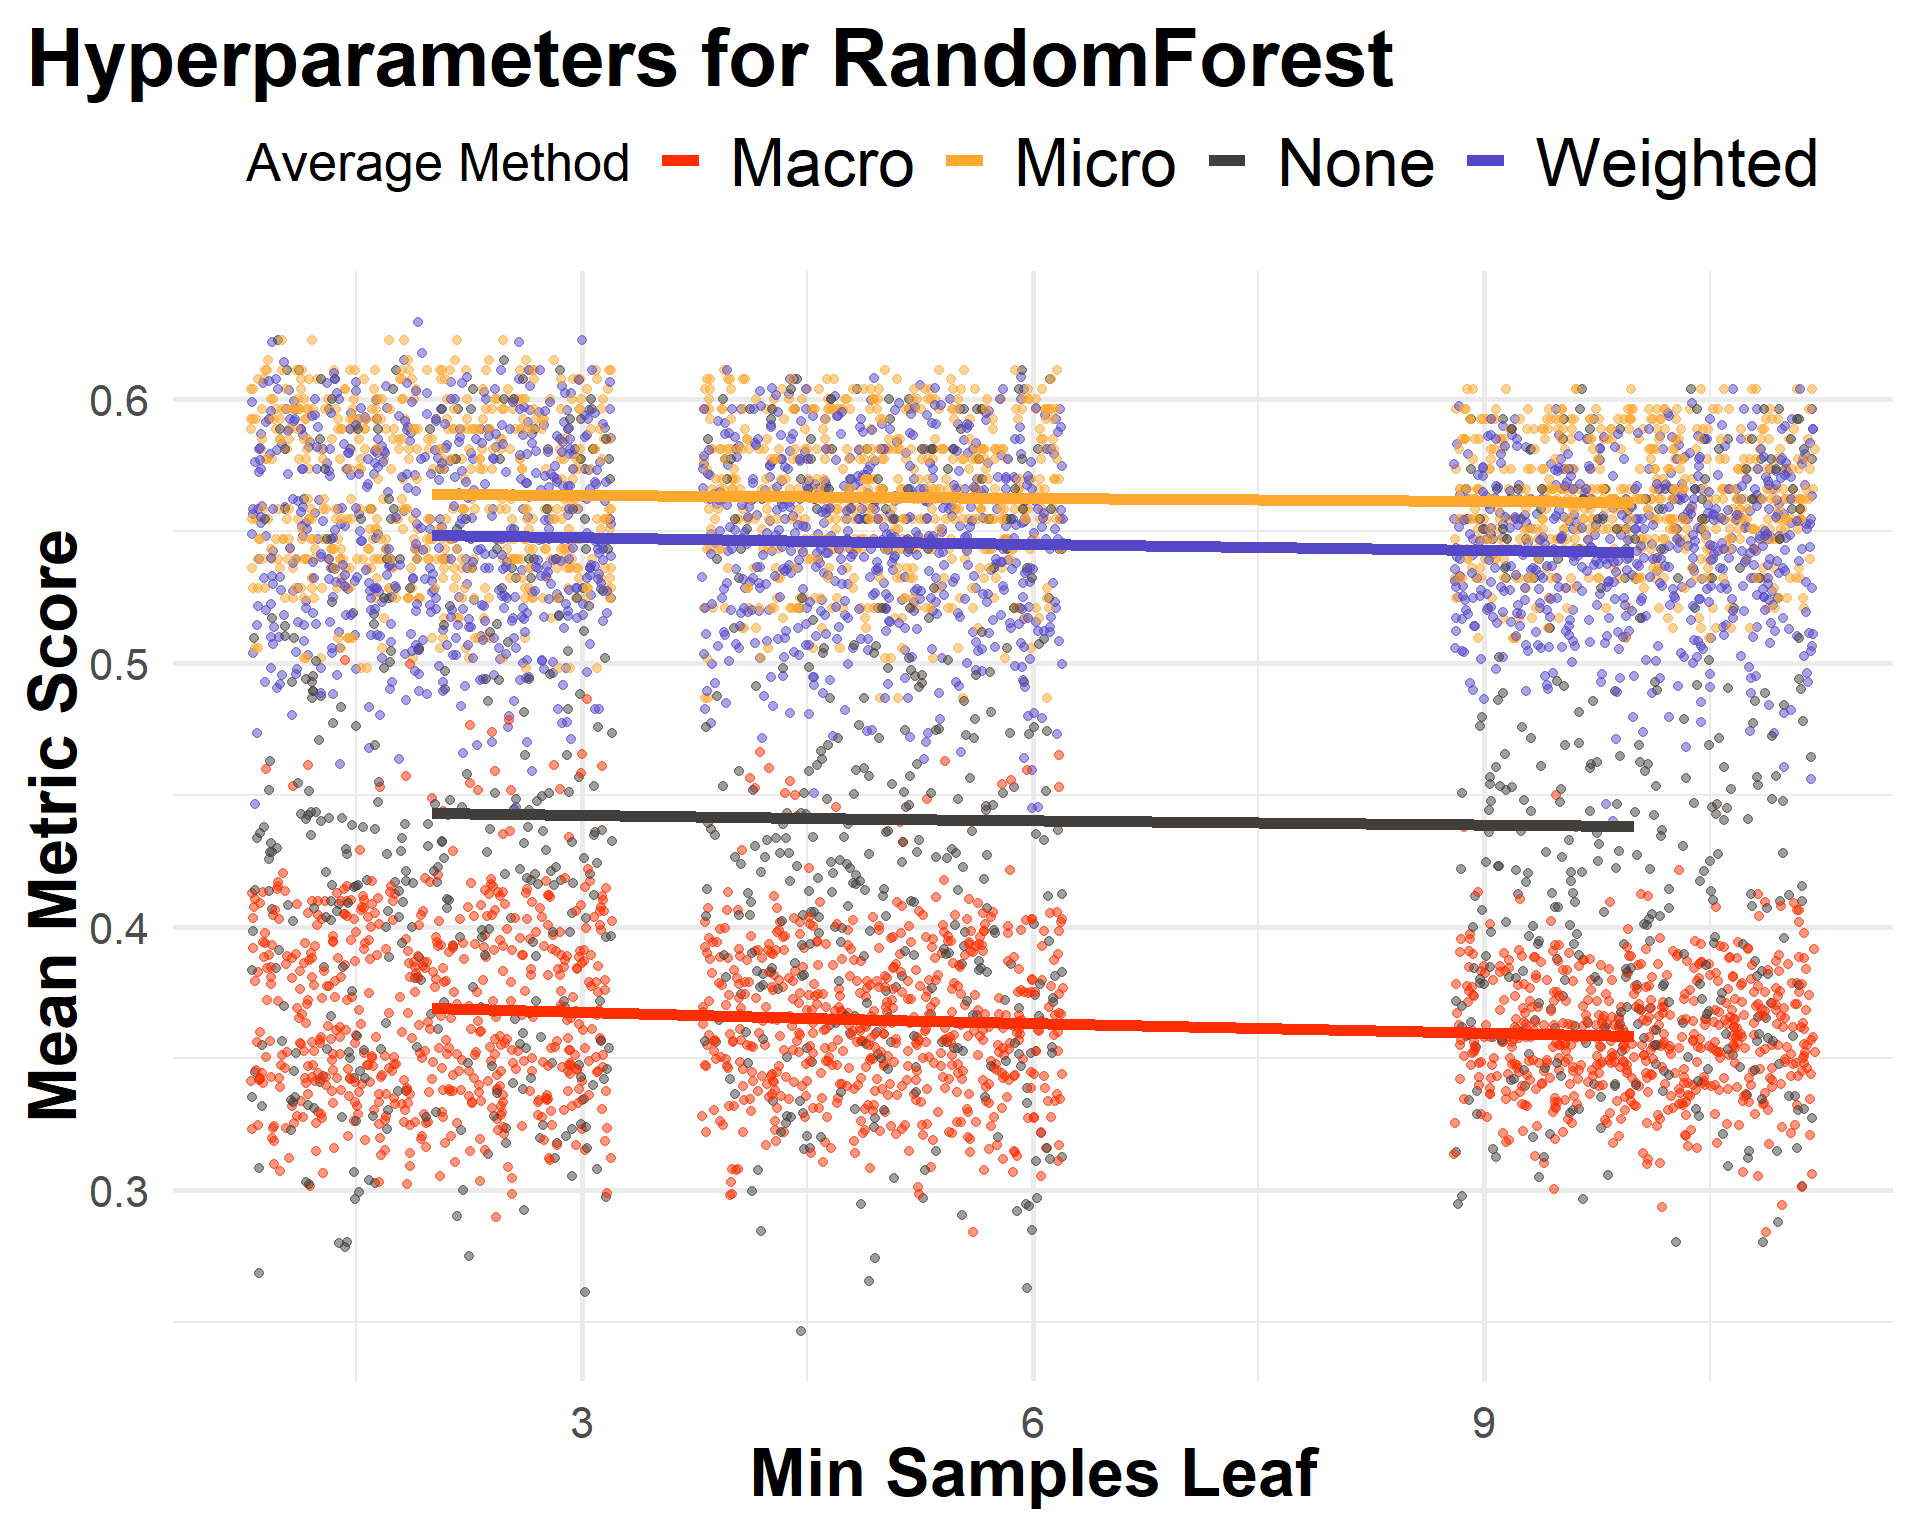 Hyperparameters for RandomForest
Average Method Macro Micro None Weighted
0.6
0.5
0.4
0.3
Mean Metric Score
3 6 9
Min Samples Leaf